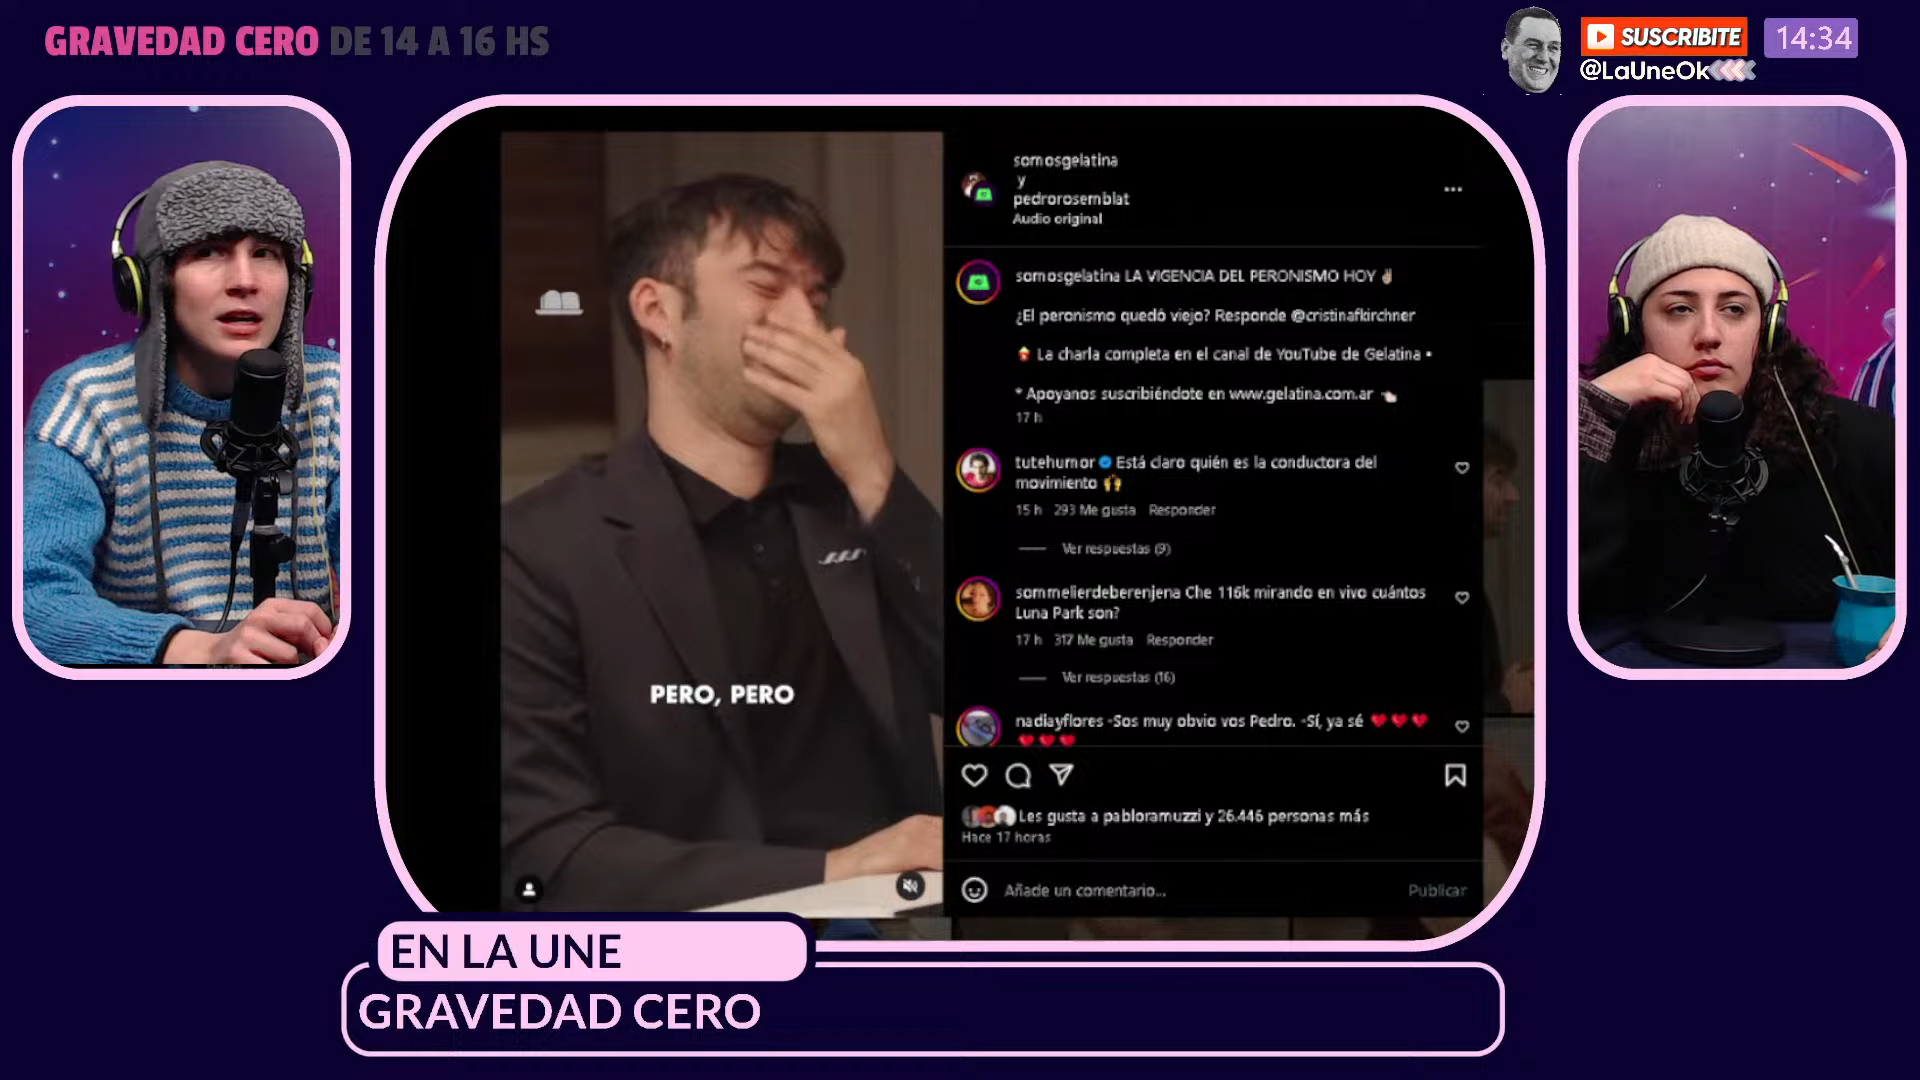 GRAVEDAD CERO DE 14 A 16 HS
SUSCRIBITE
14:34
@LaUneOk
somosgelatina
y
pedrorosemblat
Audio original
somosgelatina LA VIGENCIA DEL PERONISMO HOY ✌🏼
¿El peronismo quedó viejo? Responde @cristinafkirchner
🍿 La charla completa en el canal de YouTube de Gelatina •
* Apoyanos suscribiéndote en www.gelatina.com.ar 👈🏻
17 h
tutehumor Está claro quién es la conductora del
movimiento 🙌
15 h 293 Me gusta Responder
Ver respuestas (9)
sommelierdeberenjena Che 116k mirando en vivo cuántos
Luna Park son?
17 h 317 Me gusta Responder
Ver respuestas (16)
nadiayflores -Sos muy obvio vos Pedro. -Sí, ya sé ❤️❤️❤️
❤️❤️❤️
PERO, PERO
Les gusta a pabloramuzzi y 26.446 personas más
Hace 17 horas
Añade un comentario...
Publicar
EN LA UNE
GRAVEDAD CERO